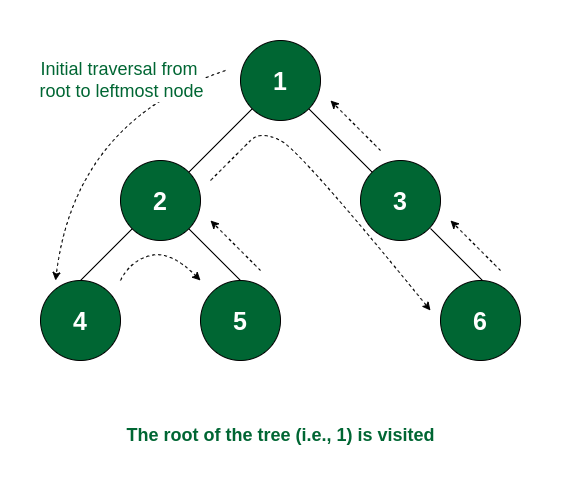 Initial traversal from
root to leftmost node
1
2
3
4
5
6
The root of the tree (i.e., 1) is visited